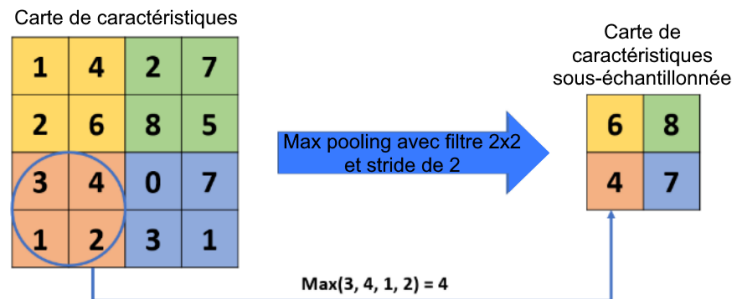 Carte de caractéristiques
1 4 2 7
2 6 8 5
3 4 0 7
1 2 3 1
Max pooling avec filtre 2x2
et stride de 2
Carte de
caractéristiques
sous-échantillonnée
6 8
4 7
Max(3, 4, 1, 2) = 4